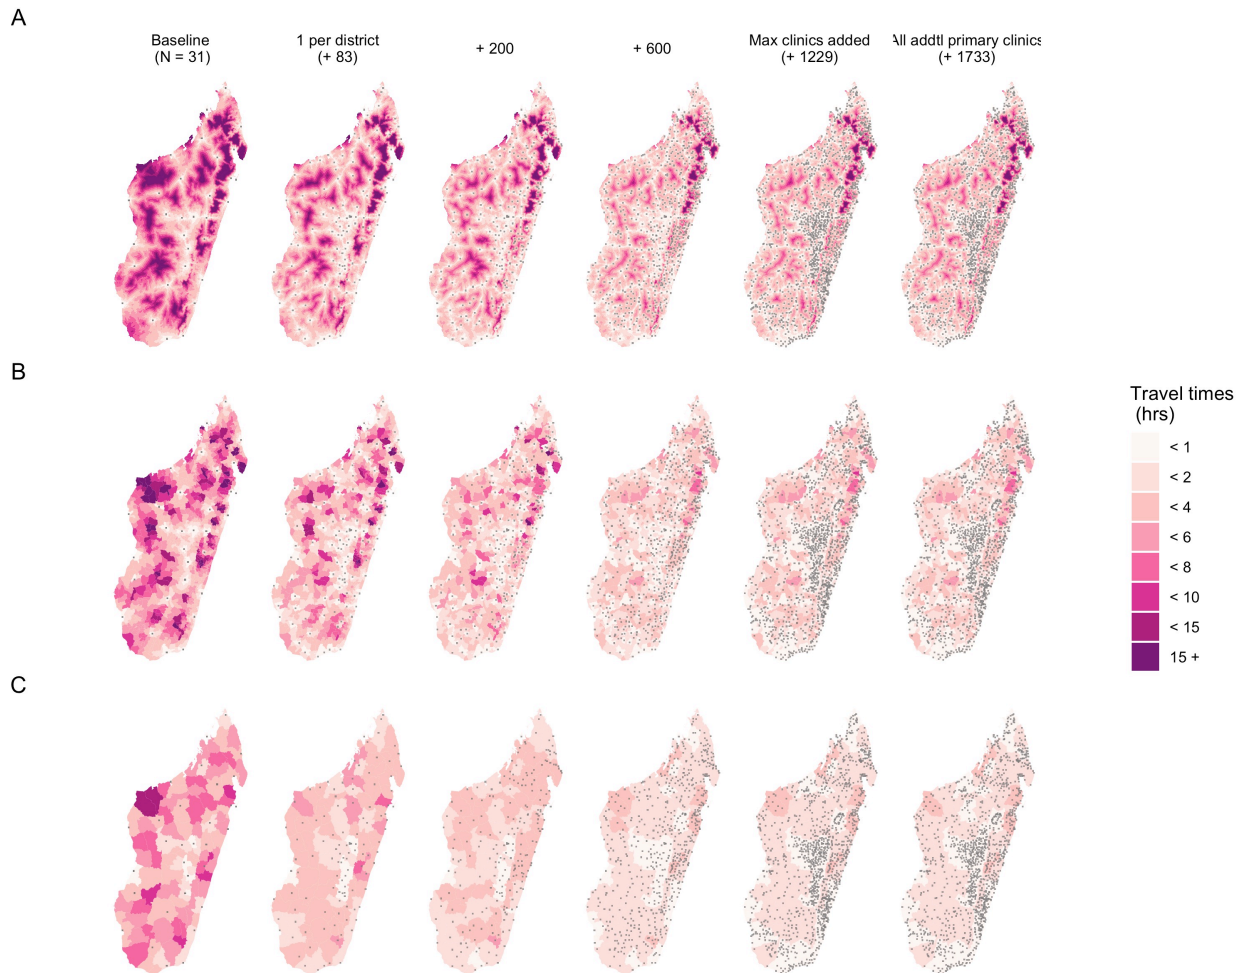 A
Baseline
(N = 31)
1 per district
(+ 83)
+ 200
+ 600
Max clinics added
(+ 1229)
All addtl primary clinics
(+ 1733)
B
Travel times
(hrs)
< 1
< 2
< 4
< 6
< 8
< 10
< 15
15 +
C